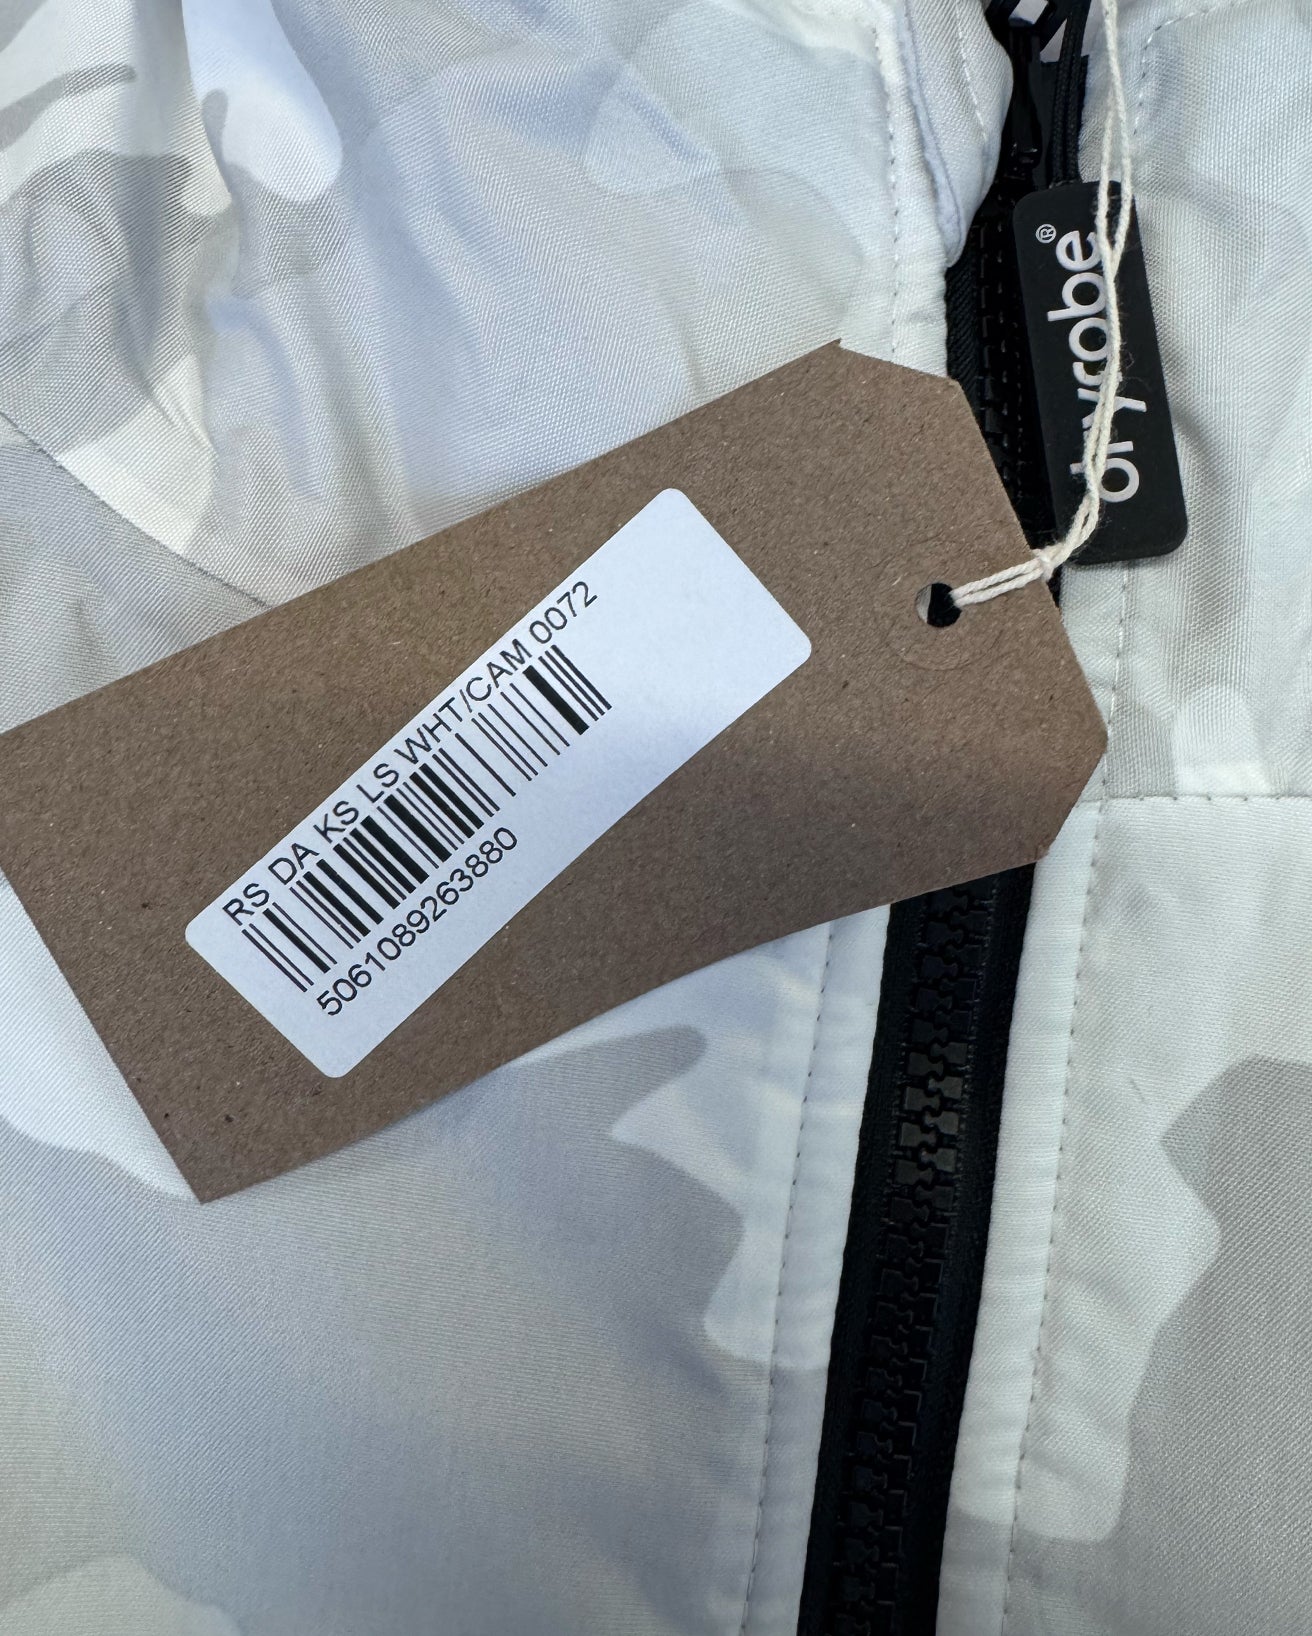 dryrobe®
RS DA KS LS WHT/CAM 0072
5061089263880